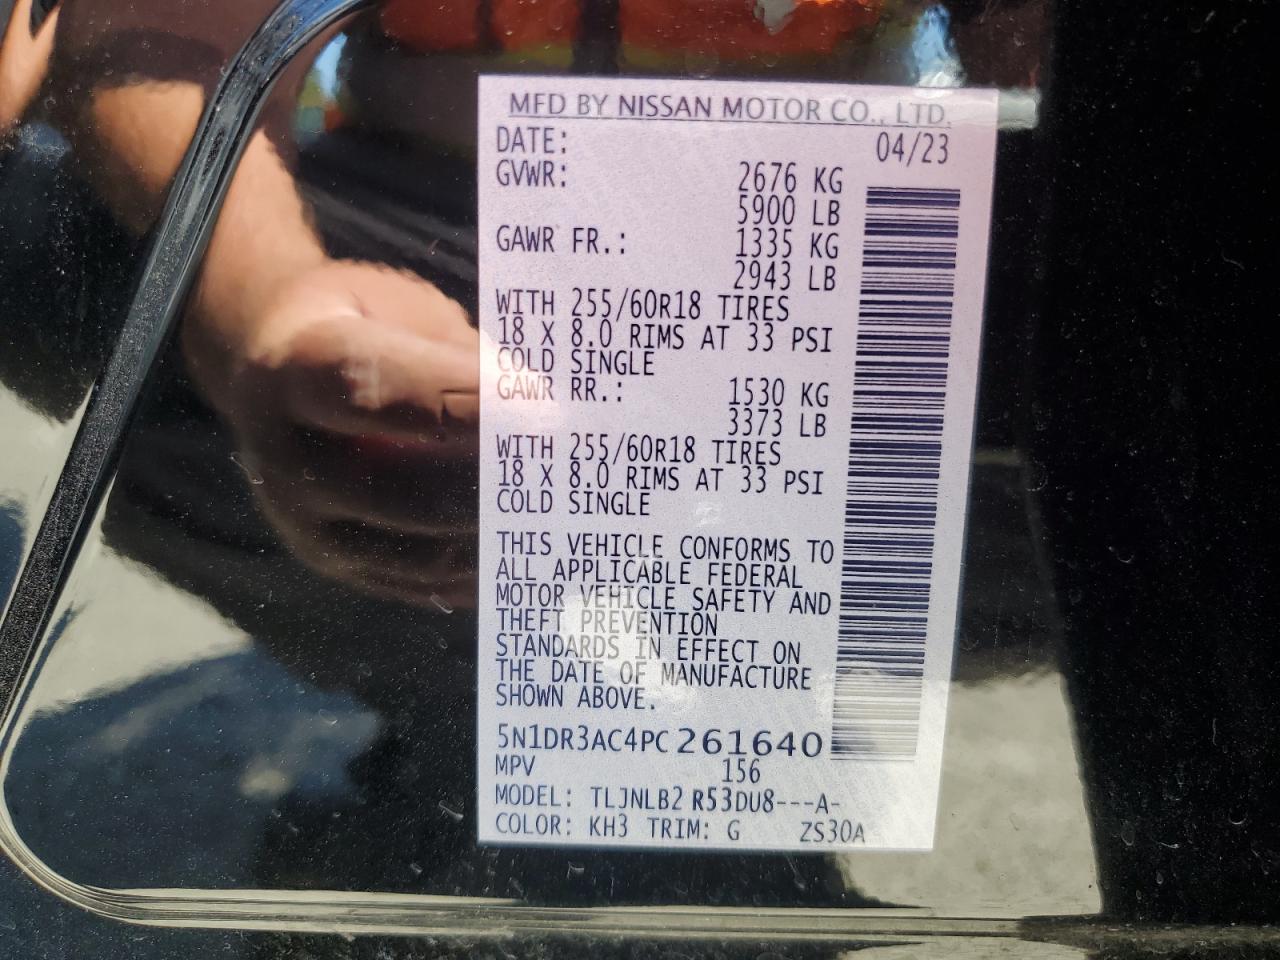 MFD BY NISSAN MOTOR CO., LTD.
DATE: 04/23
GVWR: 2676 KG
5900 LB
GAWR FR.: 1335 KG
2943 LB
WITH 255/60R18 TIRES
18 X 8.0 RIMS AT 33 PSI
COLD SINGLE
GAWR RR.: 1530 KG
3373 LB
WITH 255/60R18 TIRES
18 X 8.0 RIMS AT 33 PSI
COLD SINGLE
THIS VEHICLE CONFORMS TO
ALL APPLICABLE FEDERAL
MOTOR VEHICLE SAFETY AND
THEFT PREVENTION
STANDARDS IN EFFECT ON
THE DATE OF MANUFACTURE
SHOWN ABOVE.
5N1DR3AC4PC261640
MPV 156
MODEL: TLJNLB2 R53DU8---A-
COLOR: KH3 TRIM: G ZS30A